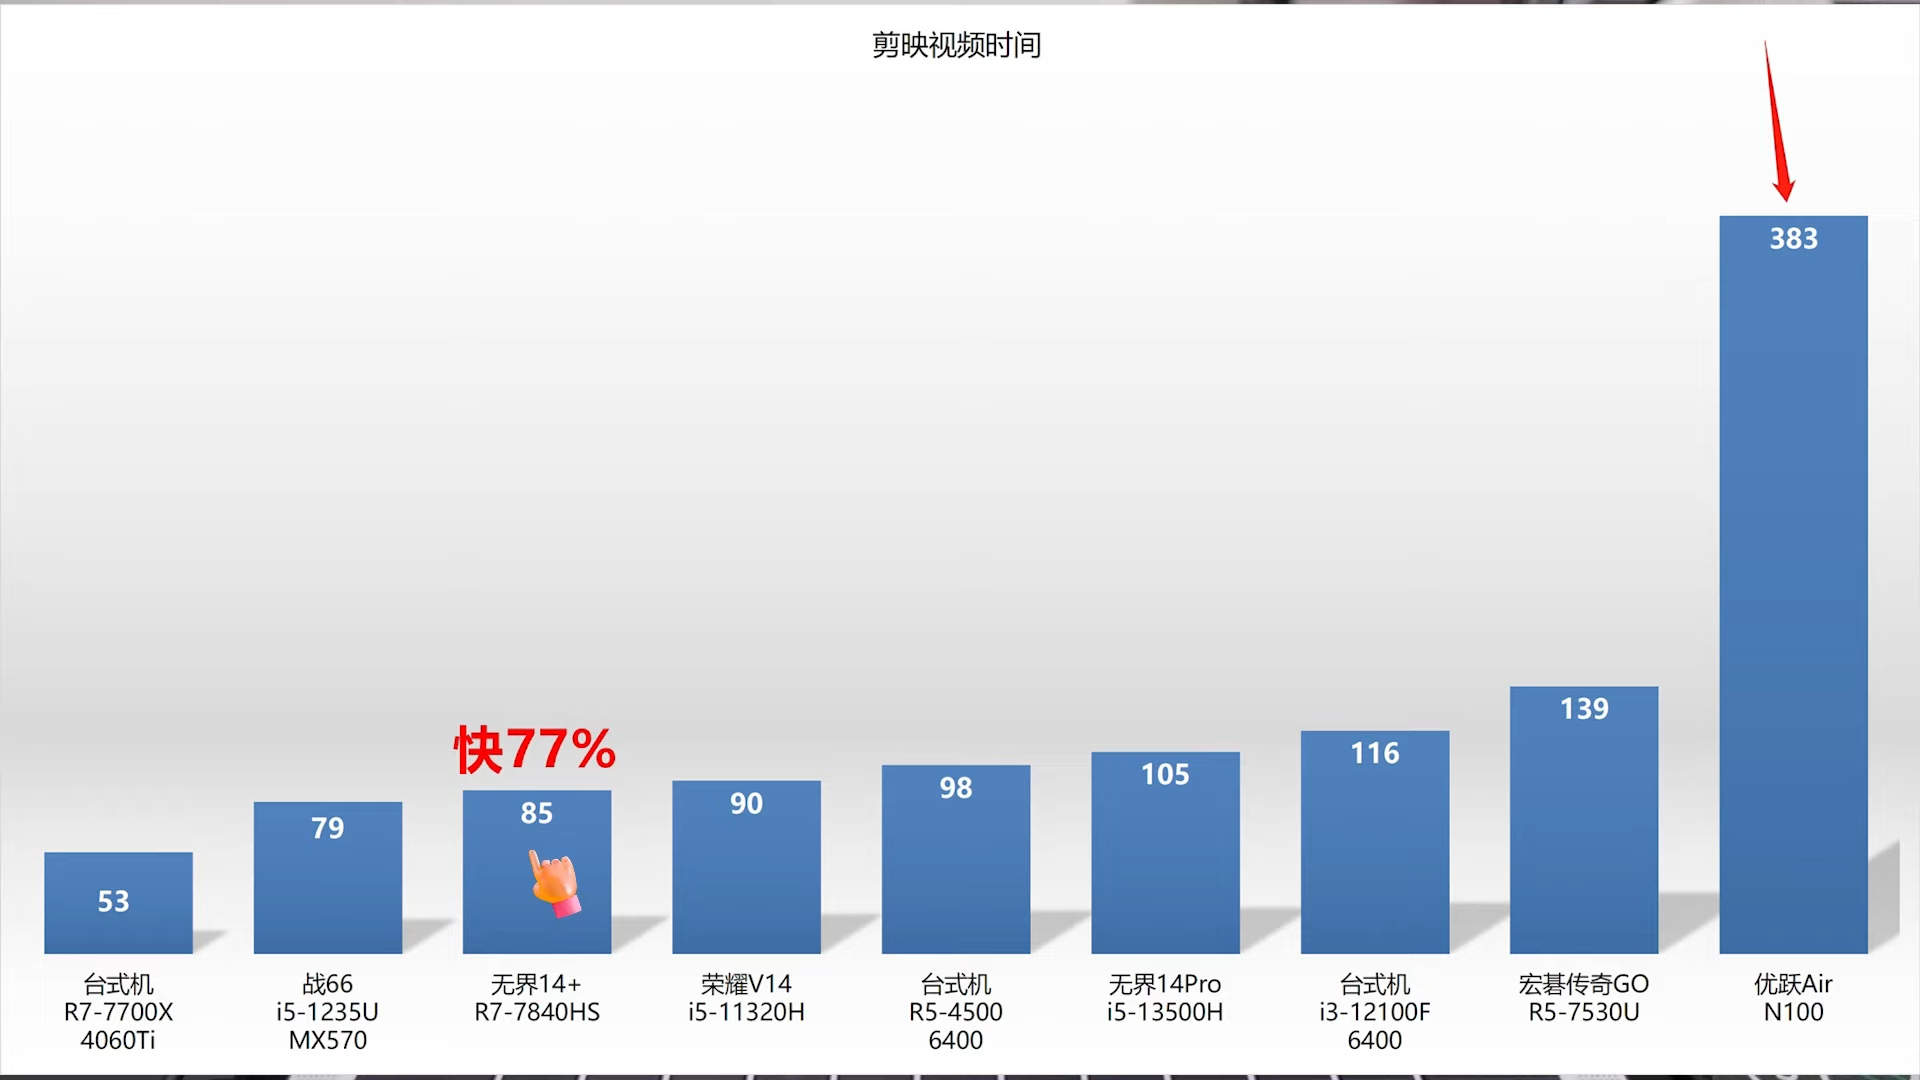 剪映视频时间
383
139
快77%
116
105
98
90
85
79
53
台式机
R7-7700X
4060Ti
战66
i5-1235U
MX570
无界14+
R7-7840HS
荣耀V14
i5-11320H
台式机
R5-4500
6400
无界14Pro
i5-13500H
台式机
i3-12100F
6400
宏碁传奇GO
R5-7530U
优跃Air
N100